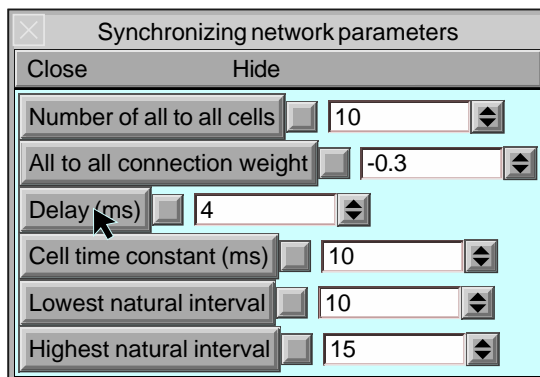 Synchronizing network parameters
Close Hide
Number of all to all cells 10
All to all connection weight -0.3
Delay (ms) 4
Cell time constant (ms) 10
Lowest natural interval 10
Highest natural interval 15